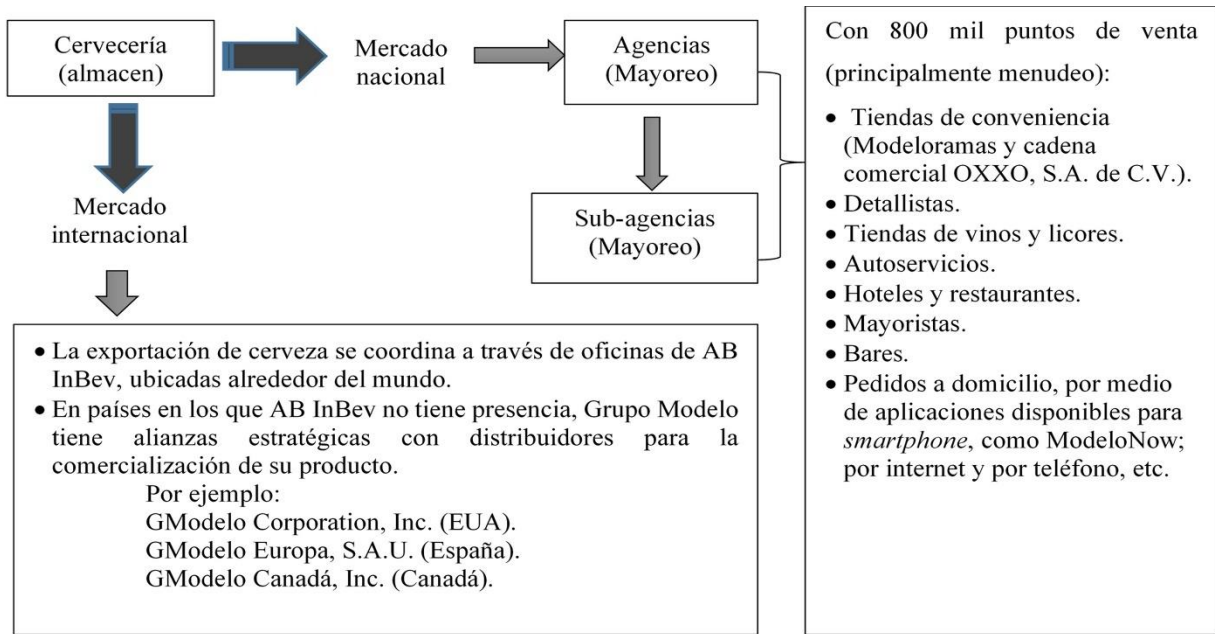 Cervecería
(almacen)
Mercado
nacional
Agencias
(Mayoreo)
Sub-agencias
(Mayoreo)
Con 800 mil puntos de venta
(principalmente menudeo):
• Tiendas de conveniencia
(Modeloramas y cadena
comercial OXXO, S.A. de C.V.).
• Detallistas.
• Tiendas de vinos y licores.
• Autoservicios.
• Hoteles y restaurantes.
• Mayoristas.
• Bares.
• Pedidos a domicilio, por medio
de aplicaciones disponibles para
smartphone, como ModeloNow;
por internet y por teléfono, etc.
Mercado
internacional
• La exportación de cerveza se coordina a través de oficinas de AB
InBev, ubicadas alrededor del mundo.
• En países en los que AB InBev no tiene presencia, Grupo Modelo
tiene alianzas estratégicas con distribuidores para la
comercialización de su producto.
Por ejemplo:
GModelo Corporation, Inc. (EUA).
GModelo Europa, S.A.U. (España).
GModelo Canadá, Inc. (Canadá).